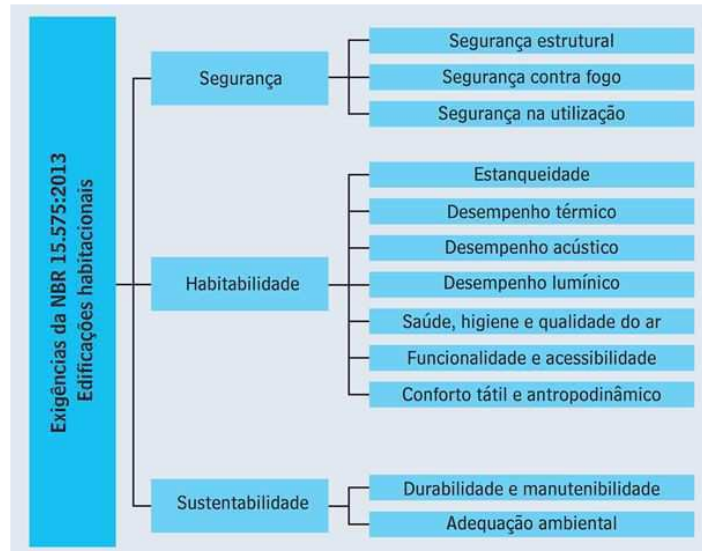 Exigências da NBR 15.575:2013
Edificações habitacionais
Segurança
Segurança estrutural
Segurança contra fogo
Segurança na utilização
Habitabilidade
Estanqueidade
Desempenho térmico
Desempenho acústico
Desempenho lumínico
Saúde, higiene e qualidade do ar
Funcionalidade e acessibilidade
Conforto tátil e antropodinâmico
Sustentabilidade
Durabilidade e manutenibilidade
Adequação ambiental